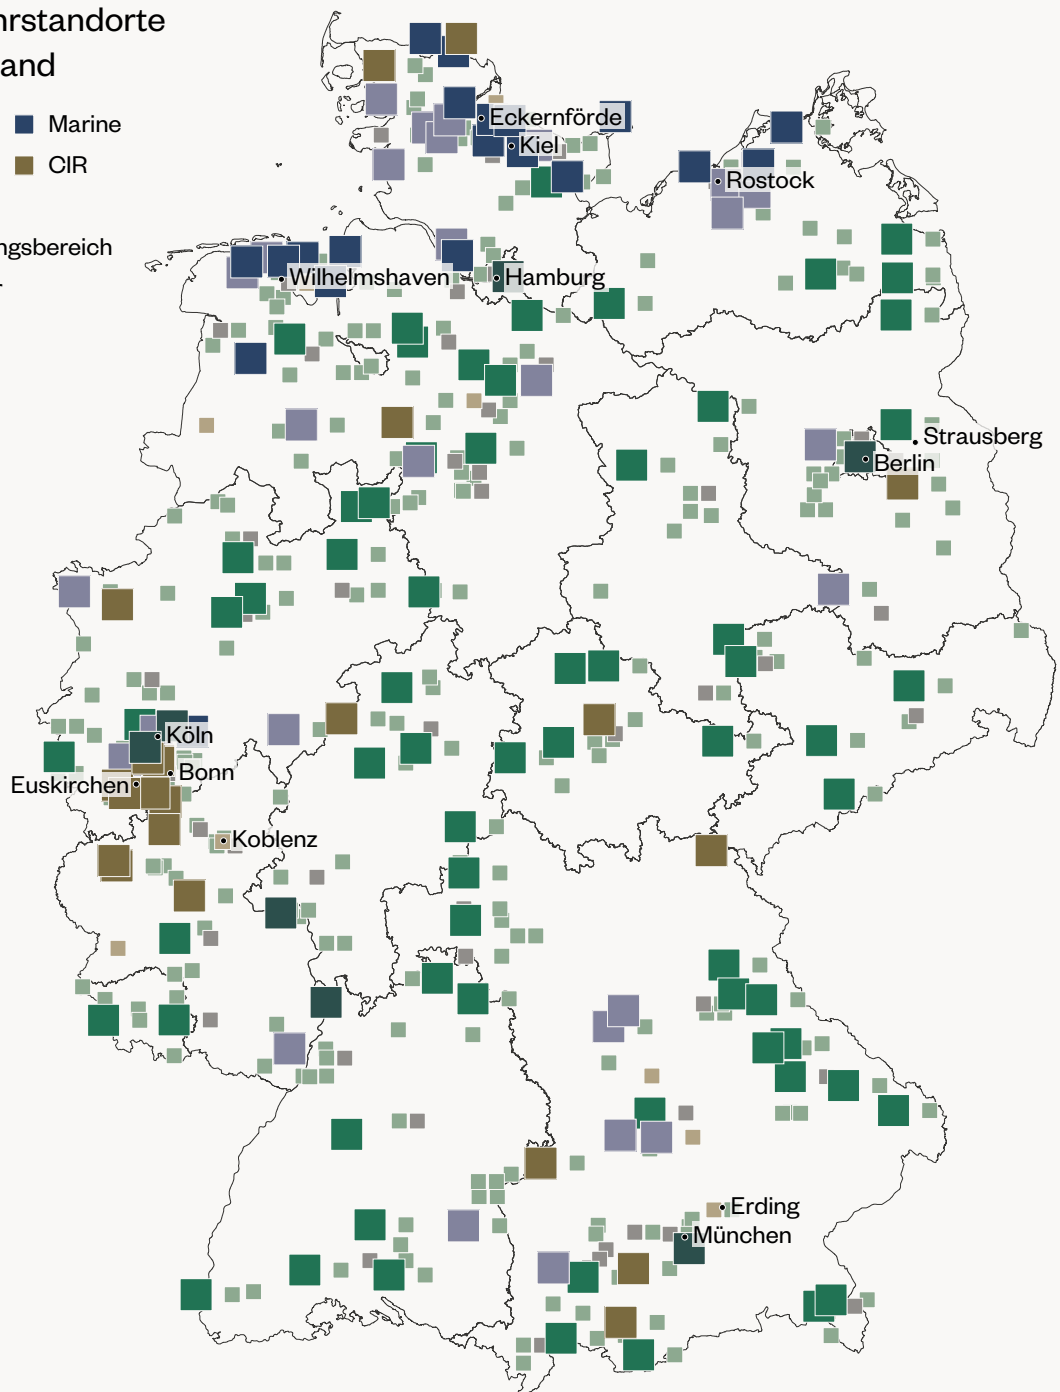 hrstandorte
and
Marine
CIR
ngsbereich
Eckernförde
Kiel
Rostock
Wilhelmshaven
Hamburg
Strausberg
Berlin
Köln
Bonn
Euskirchen
Koblenz
Erding
München